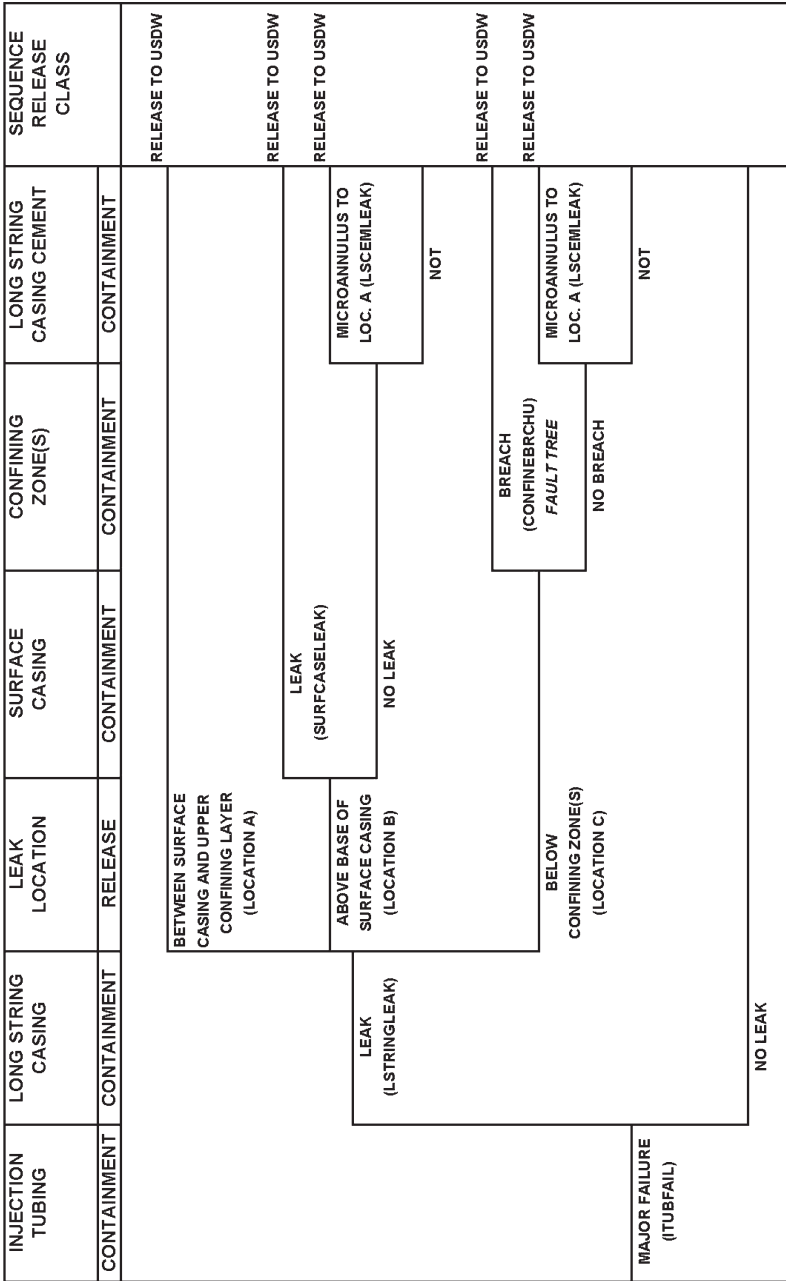 INJECTION
TUBING
LONG STRING
CASING
LEAK
LOCATION
SURFACE
CASING
CONFINING
ZONE(S)
LONG STRING
CASING CEMENT
SEQUENCE
RELEASE
CLASS
CONTAINMENT
CONTAINMENT
RELEASE
CONTAINMENT
CONTAINMENT
CONTAINMENT
MAJOR FAILURE
(ITUBFAIL)
LEAK
(LSTRINGLEAK)
NO LEAK
BETWEEN SURFACE
CASING AND UPPER
CONFINING LAYER
(LOCATION A)
ABOVE BASE OF
SURFACE CASING
(LOCATION B)
BELOW
CONFINING ZONE(S)
(LOCATION C)
LEAK
(SURFCASELEAK)
NO LEAK
BREACH
(CONFINEBRCHU)
FAULT TREE
NO BREACH
MICROANNULUS TO
LOC. A (LSCEMLEAK)
NOT
MICROANNULUS TO
LOC. A (LSCEMLEAK)
NOT
RELEASE TO USDW
RELEASE TO USDW
RELEASE TO USDW
RELEASE TO USDW
RELEASE TO USDW